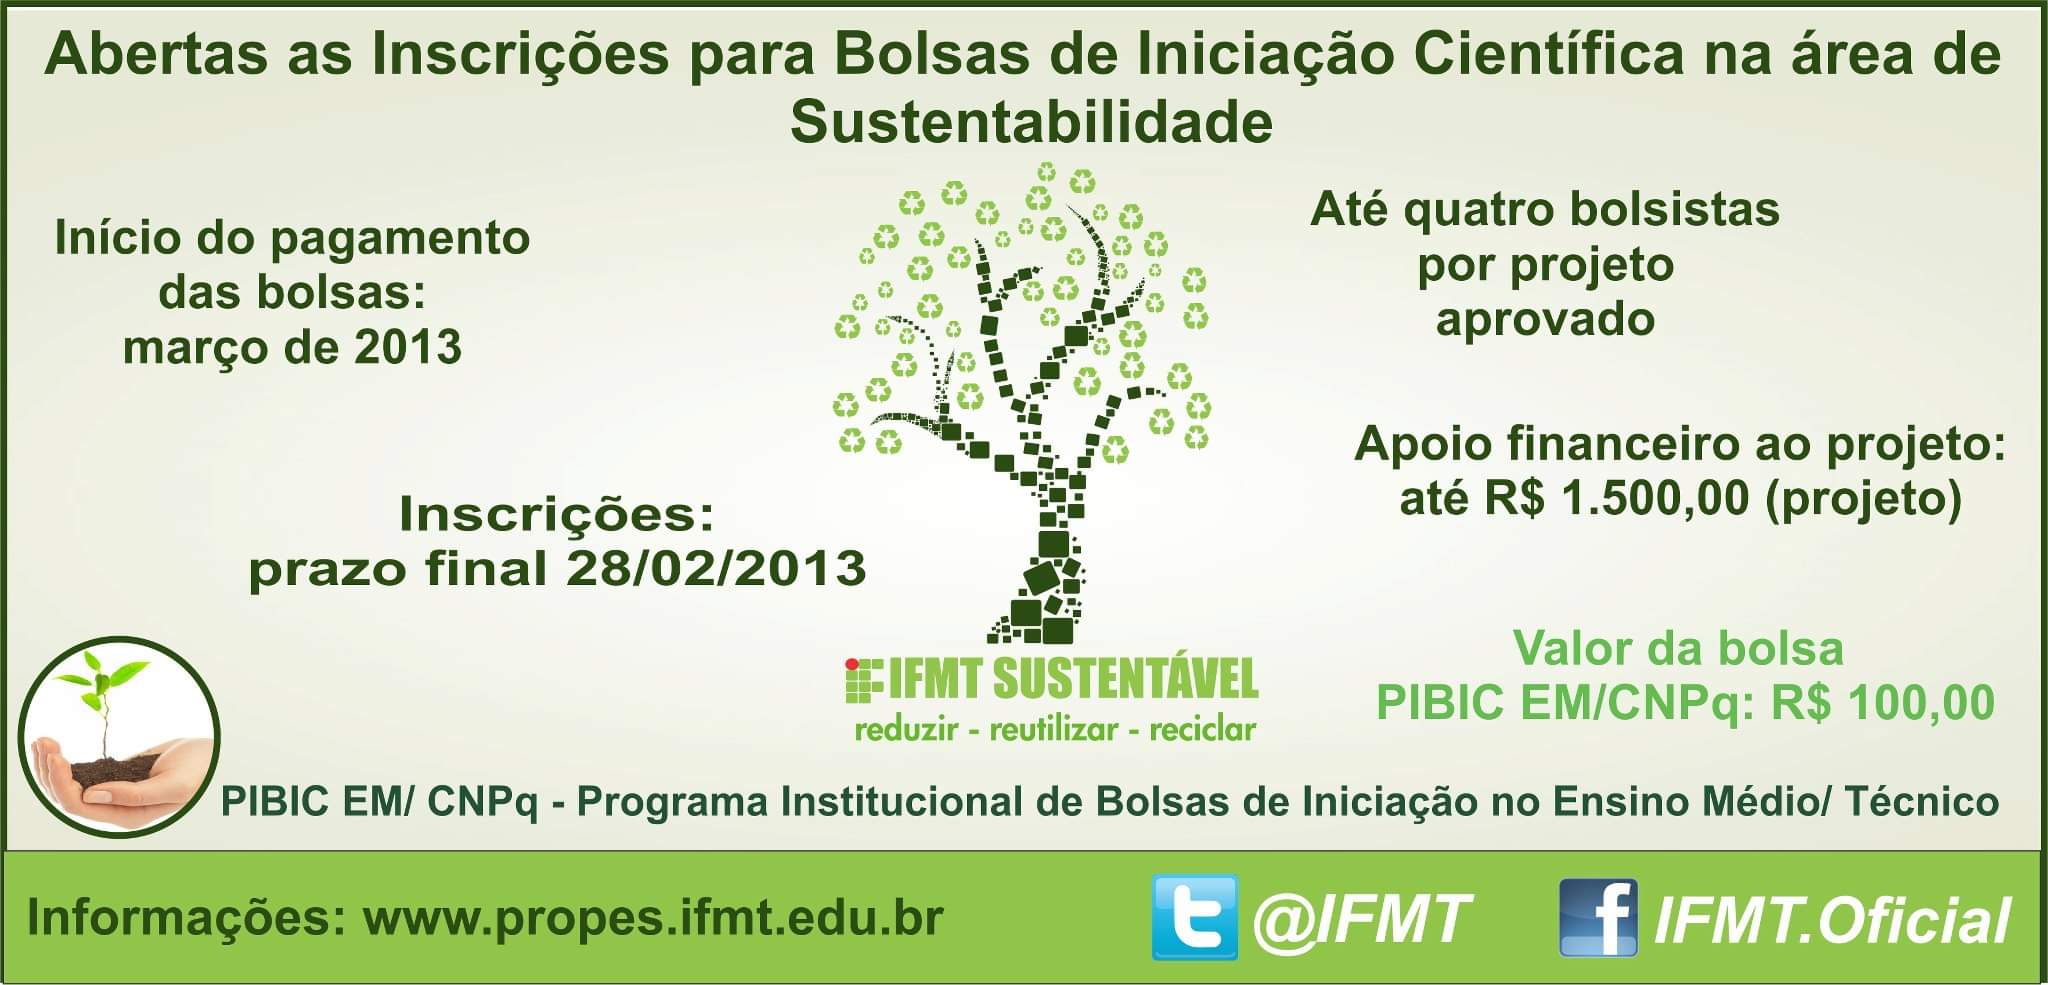 Abertas as Inscrições para Bolsas de Iniciação Científica na área de
Sustentabilidade
Início do pagamento
das bolsas:
março de 2013
Até quatro bolsistas
por projeto
aprovado
Apoio financeiro ao projeto:
até R$ 1.500,00 (projeto)
Inscrições:
prazo final 28/02/2013
IFMT SUSTENTÁVEL
reduzir - reutilizar - reciclar
Valor da bolsa
PIBIC EM/CNPq: R$ 100,00
PIBIC EM/ CNPq - Programa Institucional de Bolsas de Iniciação no Ensino Médio/ Técnico
Informações: www.propes.ifmt.edu.br
@IFMT
IFMT.Oficial